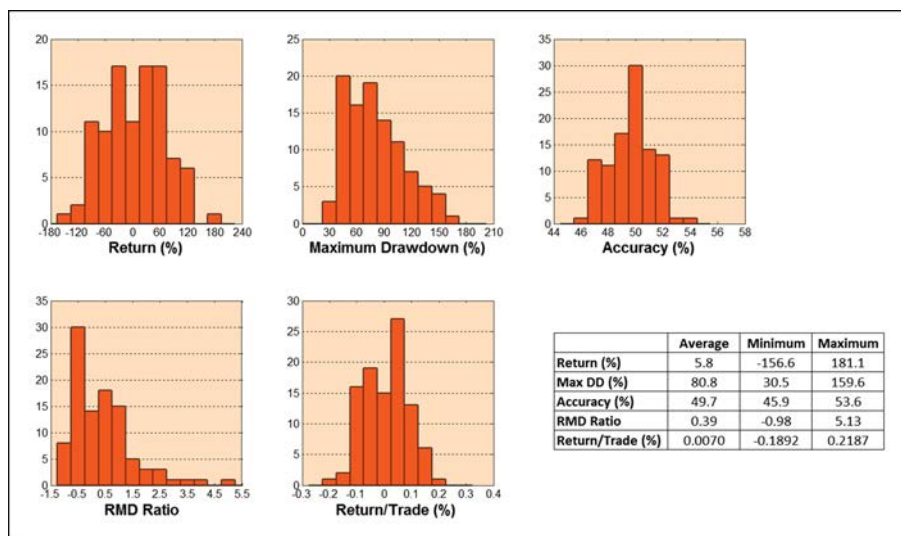 20
15
10
5
0
-180 -120 -60 0 60 120 180 240
Return (%)
25
20
15
10
5
0
0 30 60 90 120 150 180 210
Maximum Drawdown (%)
35
30
25
20
15
10
5
0
44 46 48 50 52 54 56 58
Accuracy (%)
35
30
25
20
15
10
5
0
-1.5 -0.5 0.5 1.5 2.5 3.5 4.5 5.5
RMD Ratio
30
25
20
15
10
5
0
-0.3 -0.2 -0.1 0 0.1 0.2 0.3 0.4
Return/Trade (%)
Average Minimum Maximum
Return (%) 5.8 -156.6 181.1
Max DD (%) 80.8 30.5 159.6
Accuracy (%) 49.7 45.9 53.6
RMD Ratio 0.39 -0.98 5.13
Return/Trade (%) 0.0070 -0.1892 0.2187